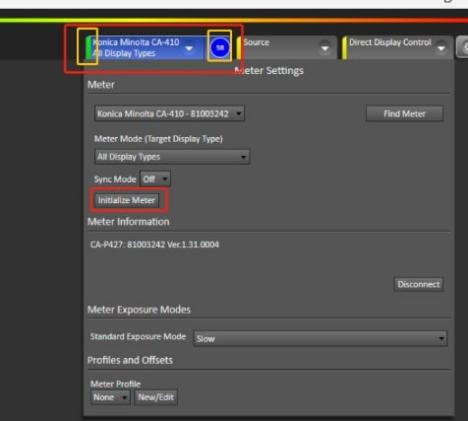 Konica Minolta CA-410
All Display Types
58
Source
Direct Display Control
Meter Settings
Meter
Konica Minolta CA-410 - 81003242
Find Meter
Meter Mode (Target Display Type)
All Display Types
Sync Mode Off
Initialize Meter
Meter Information
CA-P427: 81003242 Ver.1.31.0004
Disconnect
Meter Exposure Modes
Standard Exposure Mode Slow
Profiles and Offsets
Meter Profile
None New/Edit